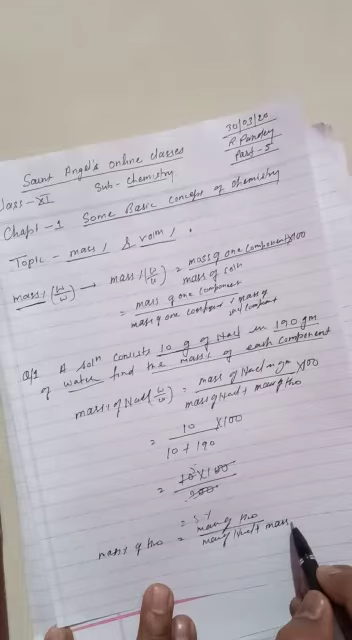 30/03/20
R. Pandey
Part-5
Saint Angel's online classes
Class-XI Sub- chemistry
Chapt-1 Some Basic concept of chemistry
Topic - mass% & volm%.
mass% (w/w) → mass% (w/w) = mass of one component/mass of soln ×100
= mass of one component/mass of one component + mass of component
Q/1 A soln consists 10 g of Nacl in 190 gm
of water find the mass% of each component
mass% of Nacl (w/w) = mass of Nacl in gm/mass of Nacl + mass of H2O ×100
= 10/10+190 ×100
= 10×100/200
= 5%
mass% of H2O = mass of H2O/mass of Nacl + mass